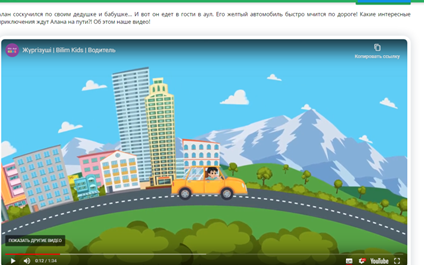 алан соскучился по своим дедушке и бабушке... И вот он едет в гости в аул. Его желтый автомобиль быстро мчится по дороге! Какие интересные
приключения ждут Алана на пути?! Об этом наше видео!
Жүргізуші | Bilim Kids | Водитель
Копировать ссылку
ПОКАЗАТЬ ДРУГИЕ ВИДЕО
0:12 / 1:34
YouTube